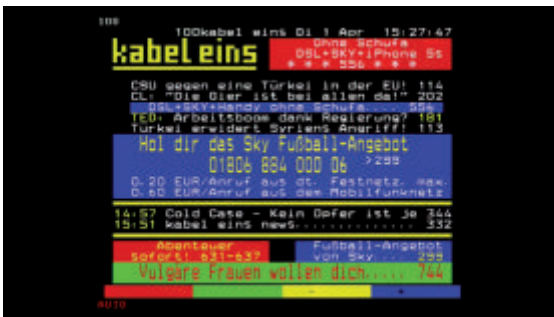 100
100kabel eins Di 1 Apr 15:27:47
kabel eins
Ohne Schufa
DSL+SKY+iPhone 5s
* * * 556 * * *
CSU gegen eine Türkei in der EU! 114
CL: "Die Gier ist bei allen da!" 202
DSL+SKY+Handy ohne Schufa.... 556
TED: Arbeitsboom dank Regierung? 181
Türkei erwidert Syriens Angriff! 113
Hol dir das Sky Fußball-Angebot
01806 884 000 06 >299
0.20 EUR/Anruf aus dt. Festnetz, max.
0.60 EUR/Anruf aus dem Mobilfunknetz
14:57 Cold Case - Kein Opfer ist je 344
15:51 kabel eins news.............. 332
Abenteuer
sofort! 631-637
Fußball-Angebot
von Sky... 299
Vulgäre Frauen wollen dich..... 744
- +
AUTO